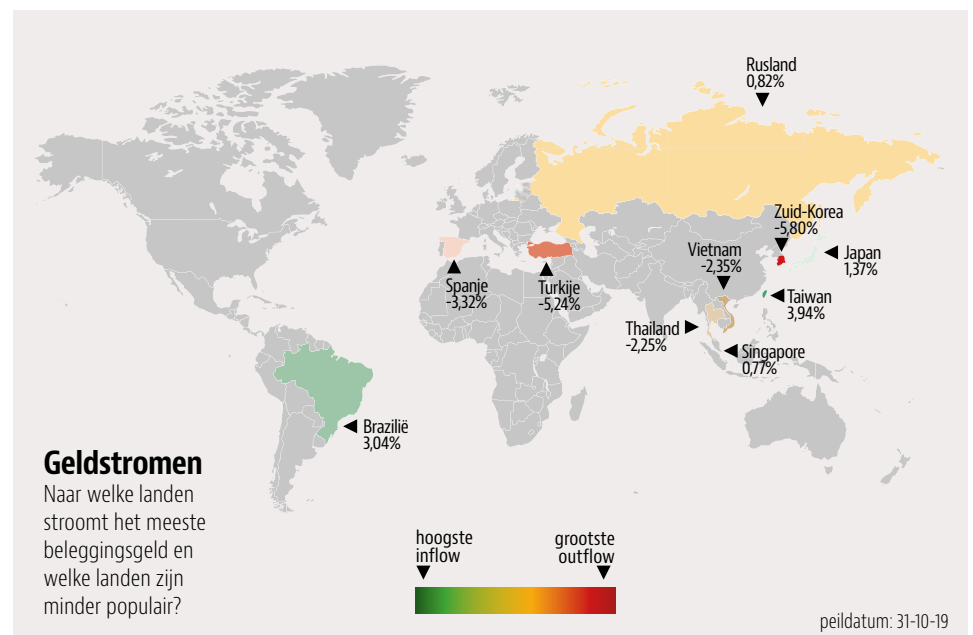 Rusland
0,82%
Zuid-Korea
-5,80%
Vietnam
-2,35%
Japan
1,37%
Spanje
-3,32%
Turkije
-5,24%
Taiwan
3,94%
Thailand
-2,25%
Singapore
0,77%
Brazilië
3,04%
Geldstromen
Naar welke landen
stroomt het meeste
beleggingsgeld en
welke landen zijn
minder populair?
hoogste
inflow
grootste
outflow
peildatum: 31-10-19